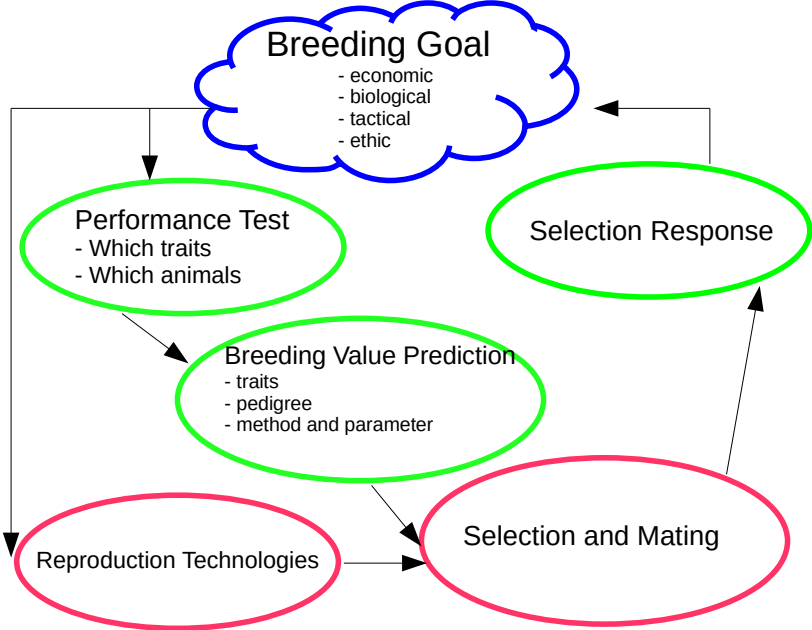 Breeding Goal
- economic
- biological
- tactical
- ethic
Performance Test
- Which traits
- Which animals
Selection Response
Breeding Value Prediction
- traits
- pedigree
- method and parameter
Selection and Mating
Reproduction Technologies